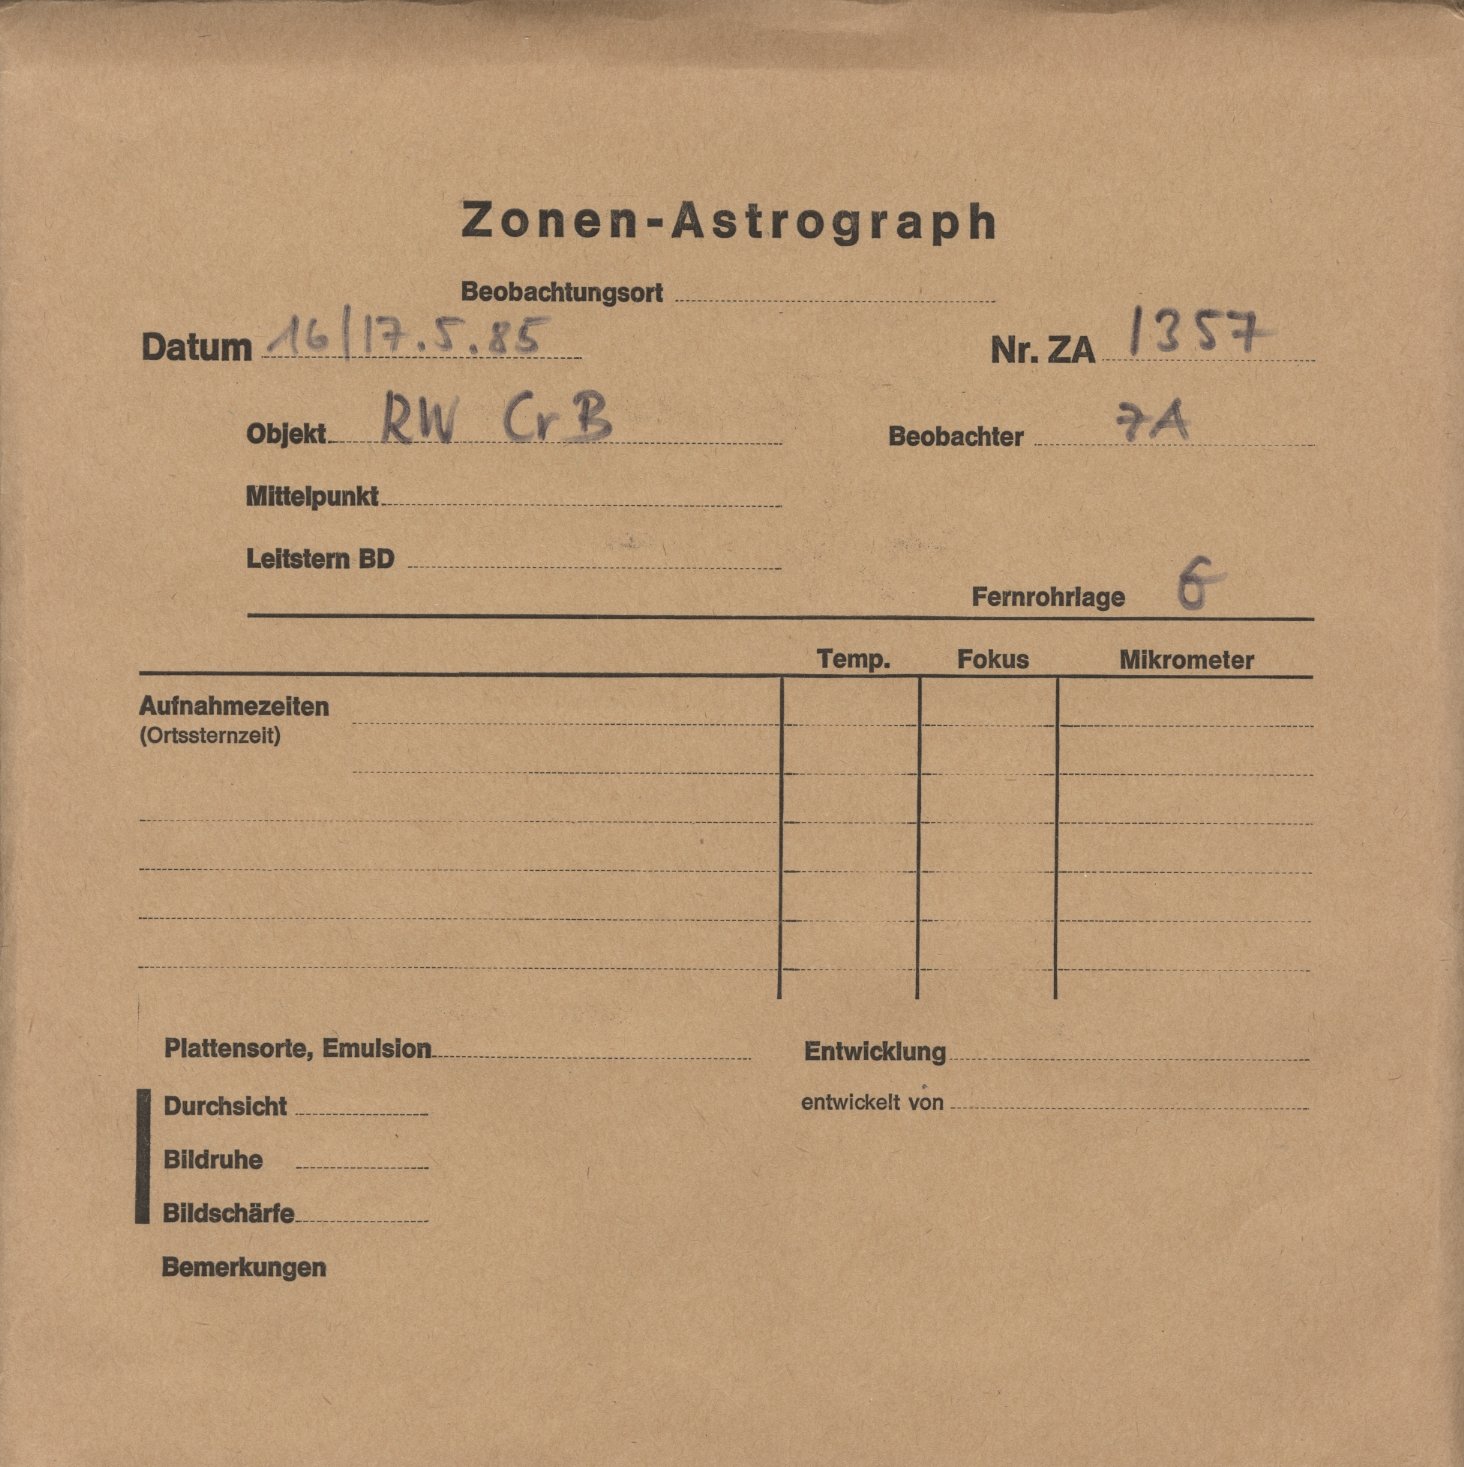 Zonen-Astrograph
Beobachtungsort
Datum 16/17.5.85 Nr. ZA 1357
Objekt RW CrB Beobachter 7A
Mittelpunkt
Leitstern BD
Fernrohrlage
Temp. Fokus Mikrometer
Aufnahmezeiten
(Ortssternzeit)
Plattensorte, Emulsion Entwicklung
Durchsicht entwickelt von
Bildruhe
Bildschärfe
Bemerkungen